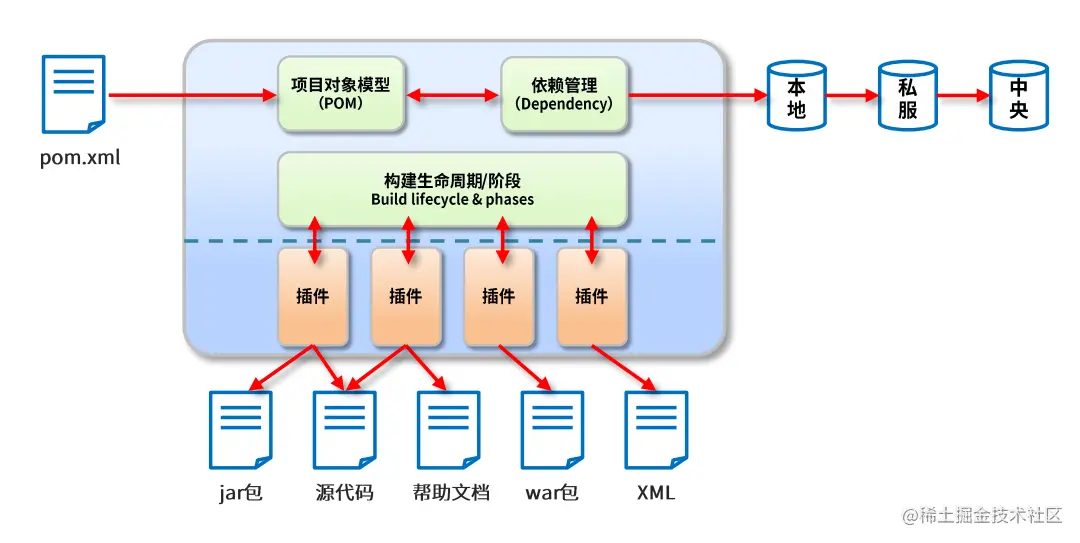 项目对象模型
（POM）
依赖管理
（Dependency）
本
地
私
服
中
央
pom.xml
构建生命周期/阶段
Build lifecycle & phases
插件
插件
插件
插件
jar包
源代码
帮助文档
war包
XML
@稀土掘金技术社区